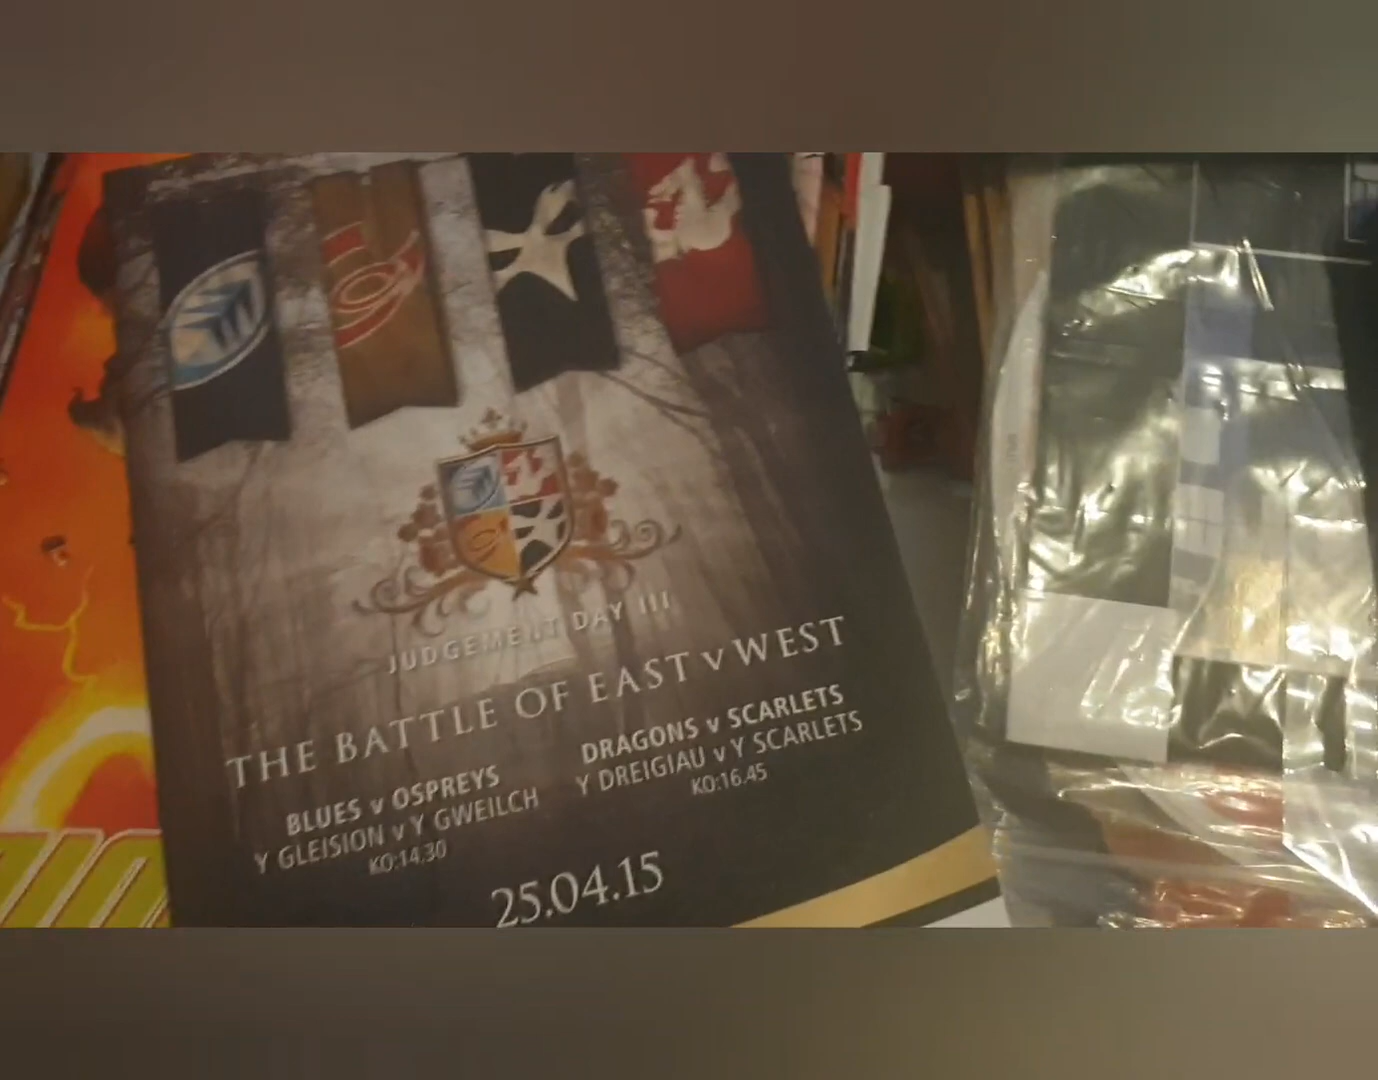 JUDGEMENT DAY III
THE BATTLE OF EAST V WEST
BLUES v OSPREYS
Y GLEISION v Y GWEILCH
KO:14.30
DRAGONS v SCARLETS
Y DREIGIAU v Y SCARLETS
KO:16.45
25.04.15